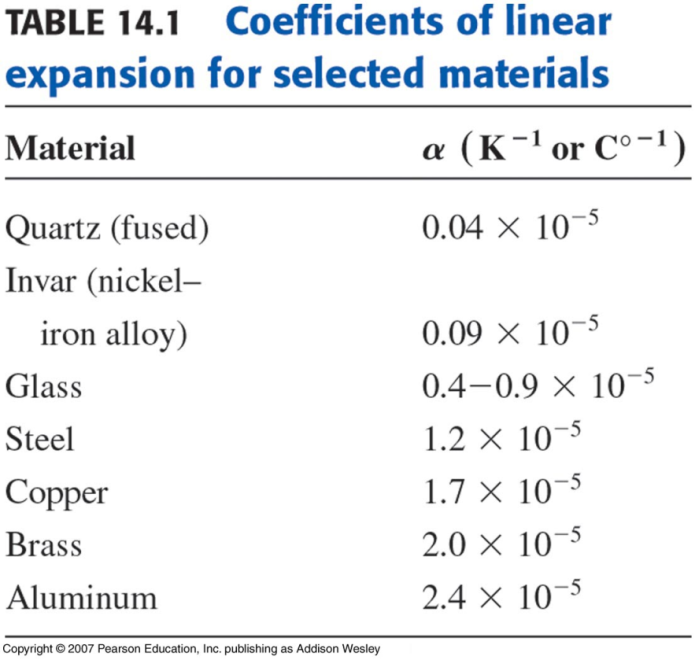 TABLE 14.1 Coefficients of linear
expansion for selected materials
Material α (K⁻¹ or C°⁻¹)
Quartz (fused) 0.04 × 10⁻⁵
Invar (nickel–
iron alloy) 0.09 × 10⁻⁵
Glass 0.4–0.9 × 10⁻⁵
Steel 1.2 × 10⁻⁵
Copper 1.7 × 10⁻⁵
Brass 2.0 × 10⁻⁵
Aluminum 2.4 × 10⁻⁵
Copyright © 2007 Pearson Education, Inc. publishing as Addison Wesley